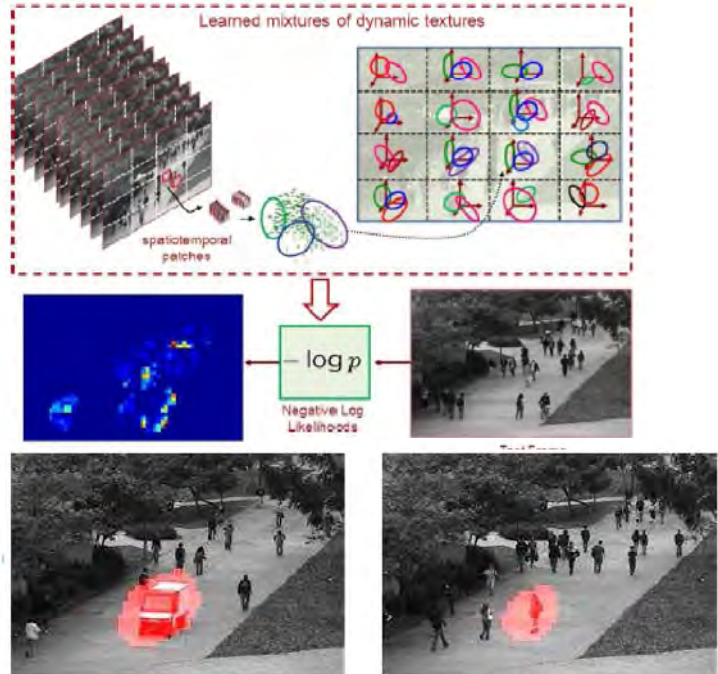 Learned mixtures of dynamic textures
spatiotemporal
patches
− log p
Negative Log
Likelihoods